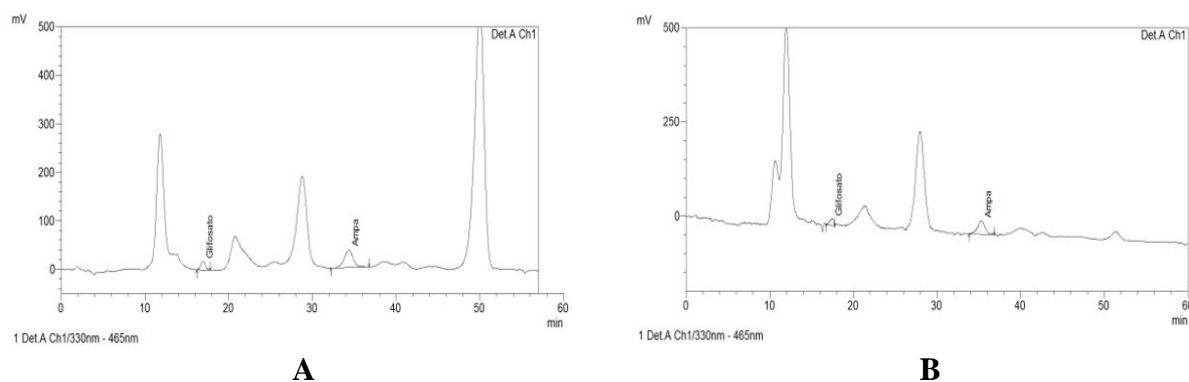 mV
500
400
300
200
100
0
Det.A Ch1
Glifosato
Ampa
0 10 20 30 40 50 60
min
1 Det.A Ch1/330nm - 465nm
A
mV
500
250
0
Det.A Ch1
Glifosato
Ampa
0 10 20 30 40 50 60
min
1 Det.A Ch1/330nm - 465nm
B